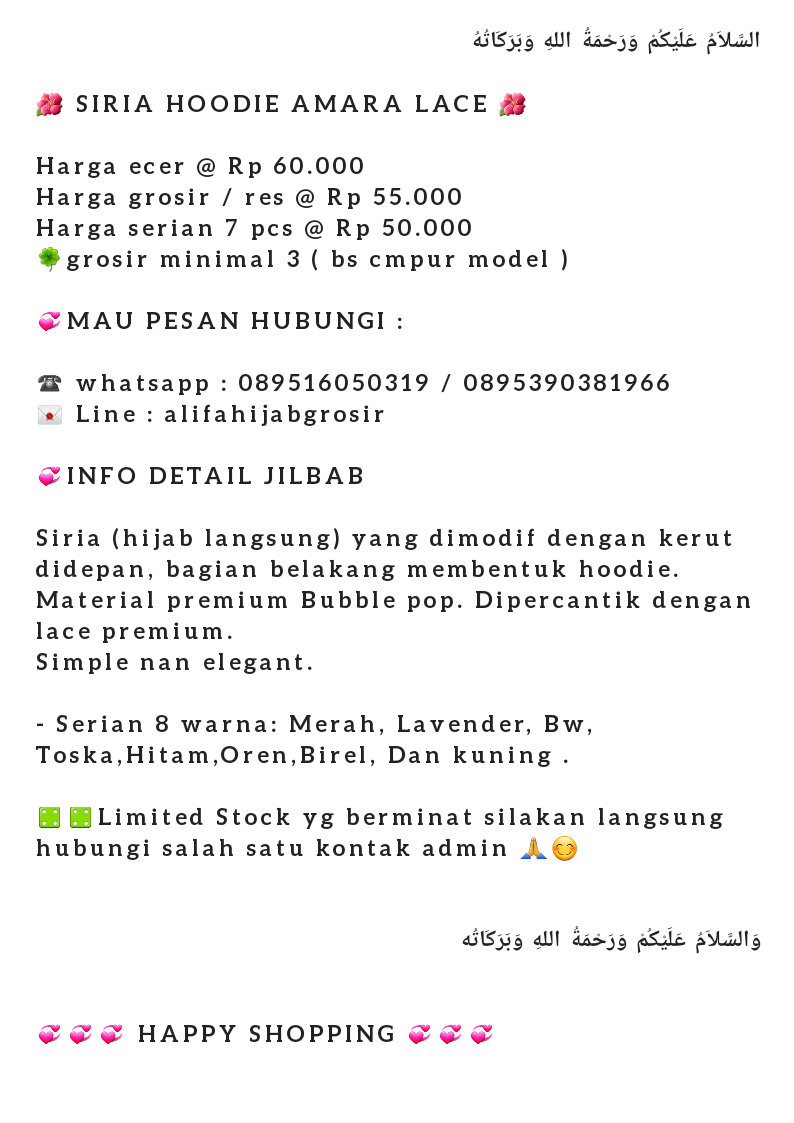 السَّلاَمُ عَلَيْكُمْ وَرَحْمَةُ اللهِ وَبَرَكَاتُهُ
🌺 SIRIA HOODIE AMARA LACE 🌺
Harga ecer @ Rp 60.000
Harga grosir / res @ Rp 55.000
Harga serian 7 pcs @ Rp 50.000
🍀grosir minimal 3 ( bs cmpur model )
💞MAU PESAN HUBUNGI :
☎ whatsapp : 089516050319 / 0895390381966
💌 Line : alifahijabgrosir
💞INFO DETAIL JILBAB
Siria (hijab langsung) yang dimodif dengan kerut
didepan, bagian belakang membentuk hoodie.
Material premium Bubble pop. Dipercantik dengan
lace premium.
Simple nan elegant.
- Serian 8 warna: Merah, Lavender, Bw,
Toska,Hitam,Oren,Birel, Dan kuning .
Limited Stock yg berminat silakan langsung
hubungi salah satu kontak admin 🙏😊
وَالسَّلاَمُ عَلَيْكُمْ وَرَحْمَةُ اللهِ وَبَرَكَاتُه
💞💞💞 HAPPY SHOPPING 💞💞💞